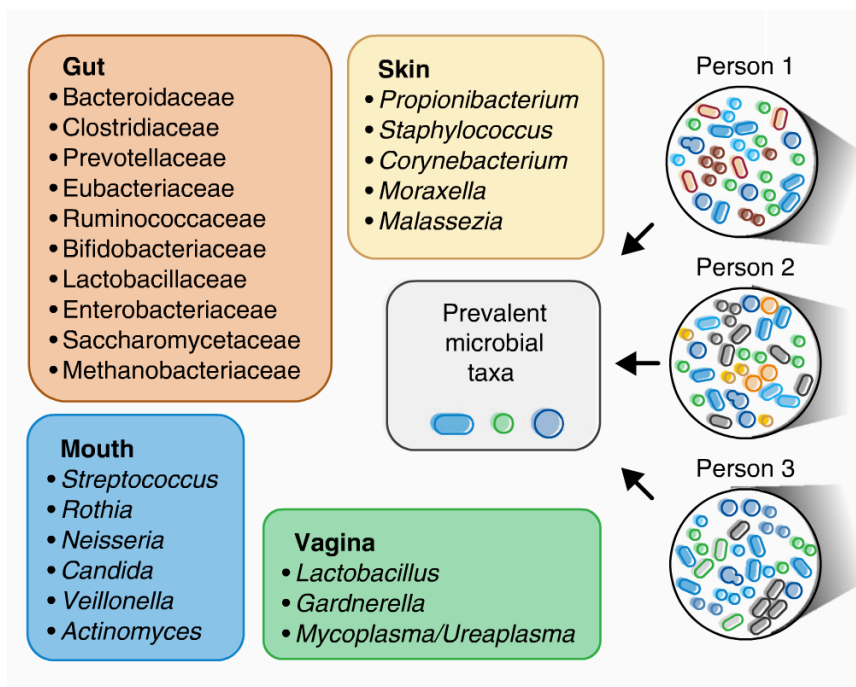 Gut
• Bacteroidaceae
• Clostridiaceae
• Prevotellaceae
• Eubacteriaceae
• Ruminococcaceae
• Bifidobacteriaceae
• Lactobacillaceae
• Enterobacteriaceae
• Saccharomycetaceae
• Methanobacteriaceae
Skin
• Propionibacterium
• Staphylococcus
• Corynebacterium
• Moraxella
• Malassezia
Person 1
Prevalent
microbial
taxa
Person 2
Mouth
• Streptococcus
• Rothia
• Neisseria
• Candida
• Veillonella
• Actinomyces
Vagina
• Lactobacillus
• Gardnerella
• Mycoplasma/Ureaplasma
Person 3